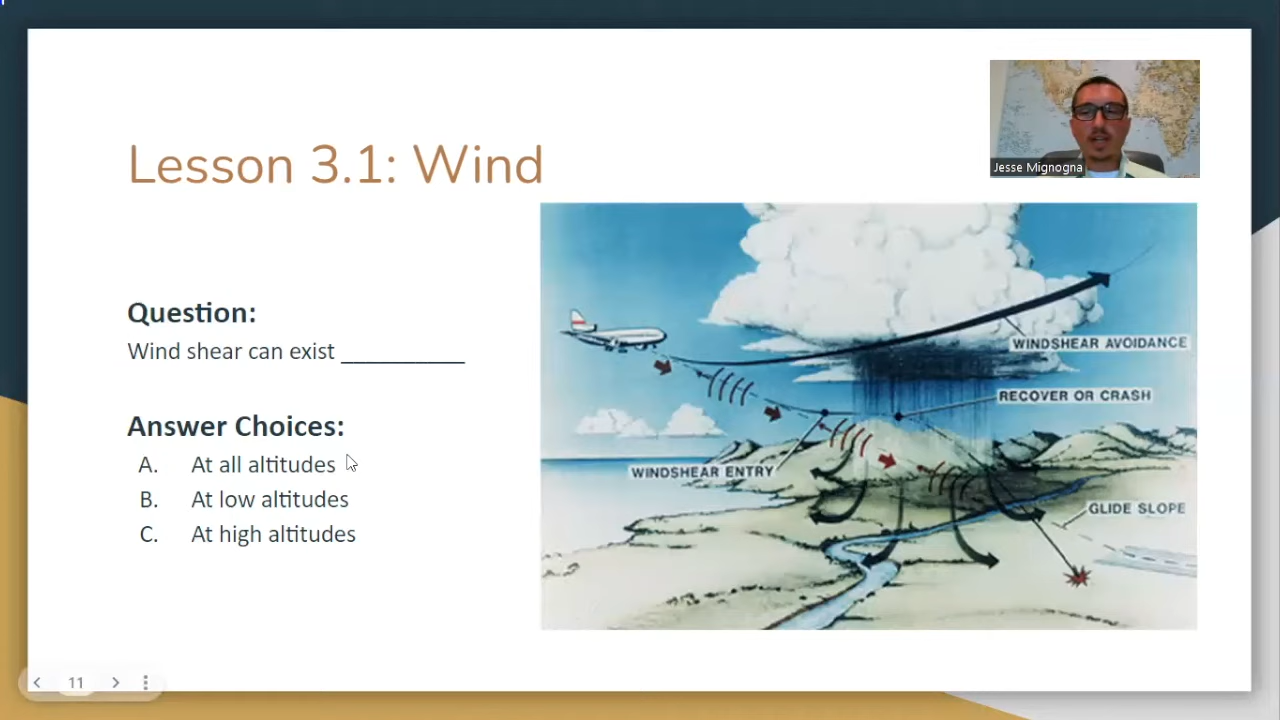 Jesse Mignogna
Lesson 3.1: Wind
Question:
Wind shear can exist __________
Answer Choices:
A. At all altitudes
B. At low altitudes
C. At high altitudes
WINDSHEAR AVOIDANCE
RECOVER OR CRASH
WINDSHEAR ENTRY
GLIDE SLOPE
11